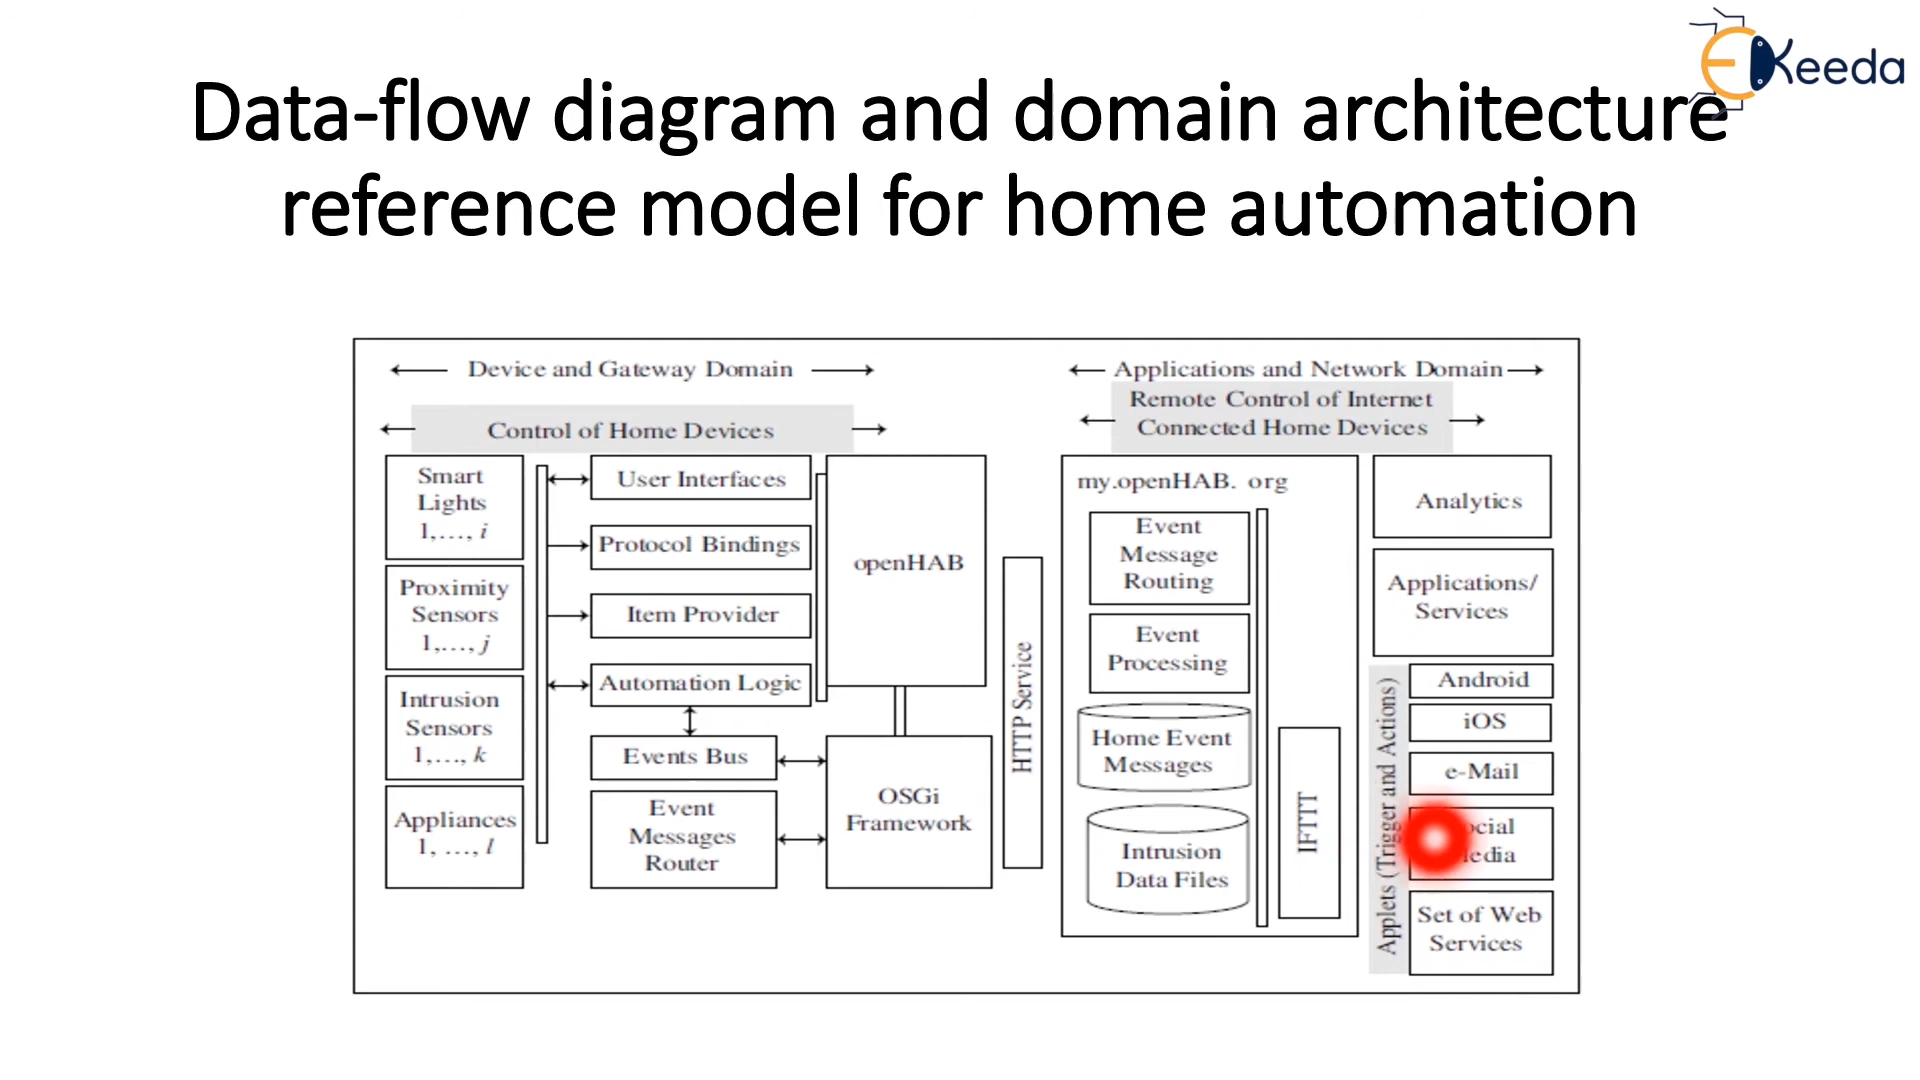 EKeeda
Data-flow diagram and domain architecture
reference model for home automation
Device and Gateway Domain
Control of Home Devices
Smart
Lights
1,…, i
Proximity
Sensors
1,…, j
Intrusion
Sensors
1,…, k
Appliances
1, …, l
User Interfaces
Protocol Bindings
Item Provider
Automation Logic
Events Bus
Event
Messages
Router
openHAB
OSGi
Framework
HTTP Service
Applications and Network Domain
Remote Control of Internet
Connected Home Devices
my.openHAB. org
Event
Message
Routing
Event
Processing
Home Event
Messages
Intrusion
Data Files
IFTTT
Analytics
Applications/
Services
Applets (Trigger and Actions)
Android
iOS
e-Mail
Social
Media
Set of Web
Services